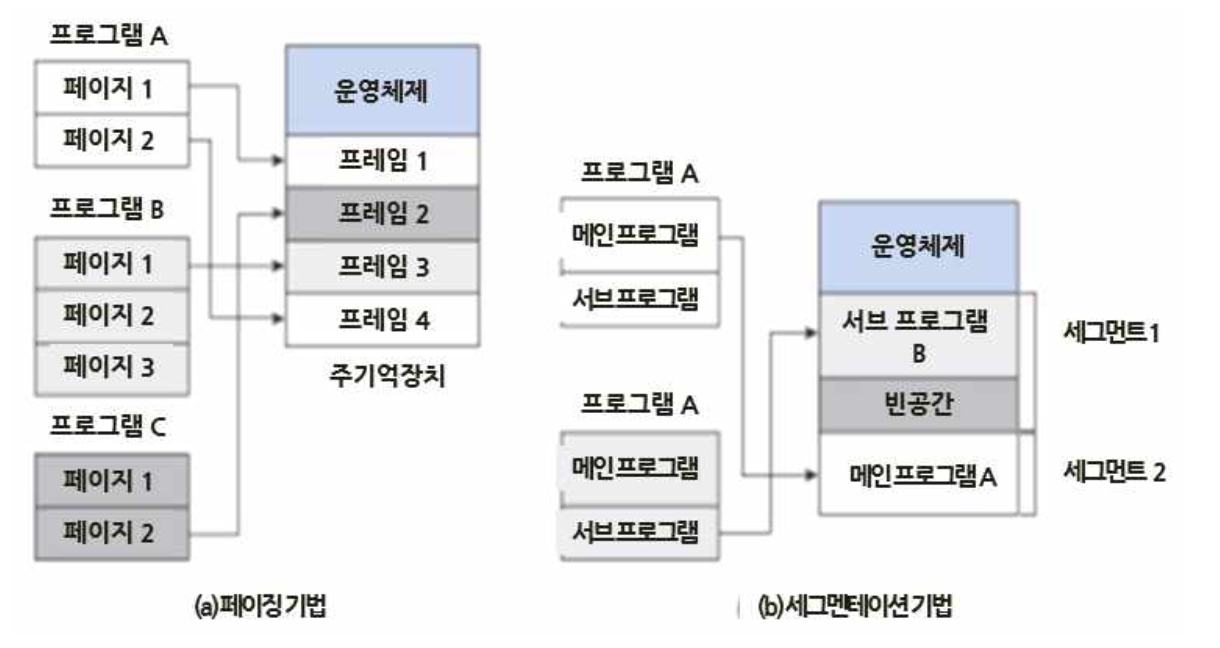 프로그램 A
페이지 1
페이지 2
프로그램 B
페이지 1
페이지 2
페이지 3
프로그램 C
페이지 1
페이지 2
운영체제
프레임 1
프레임 2
프레임 3
프레임 4
주기억장치
(a)페이징 기법
프로그램 A
메인프로그램
서브프로그램
프로그램 A
메인프로그램
서브프로그램
운영체제
서브 프로그램
B
빈공간
메인프로그램A
세그먼트1
세그먼트 2
(b)세그멘테이션 기법